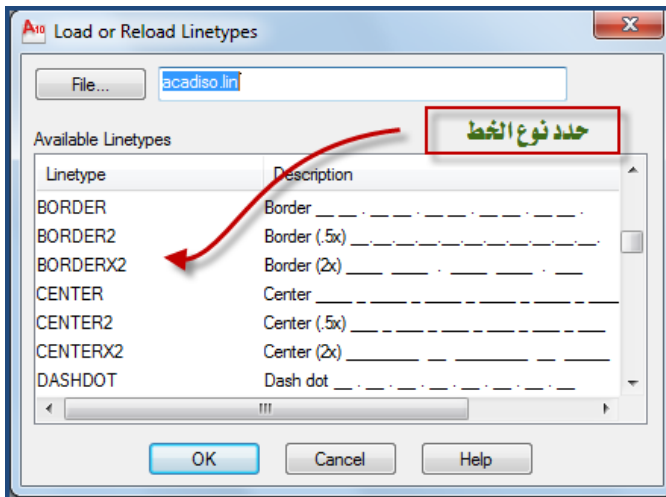 A10 Load or Reload Linetypes
File... acadiso.lin
حدد نوع الخط
Available Linetypes
Linetype Description
BORDER Border __ __ . __ __ . __ __ . __ __ . __ __ .
BORDER2 Border (.5x) __.__.__.__.__.__.__.__.__.__.__.
BORDERX2 Border (2x) ____ ____ . ____ ____ . ___
CENTER Center ____ _ ____ _ ____ _ ____ _ ____ _ ____
CENTER2 Center (.5x) ___ _ ___ _ ___ _ ___ _ ___ _ ___
CENTERX2 Center (2x) ________ __ ________ __ _____
DASHDOT Dash dot __ . __ . __ . __ . __ . __ . __ . __
OK Cancel Help